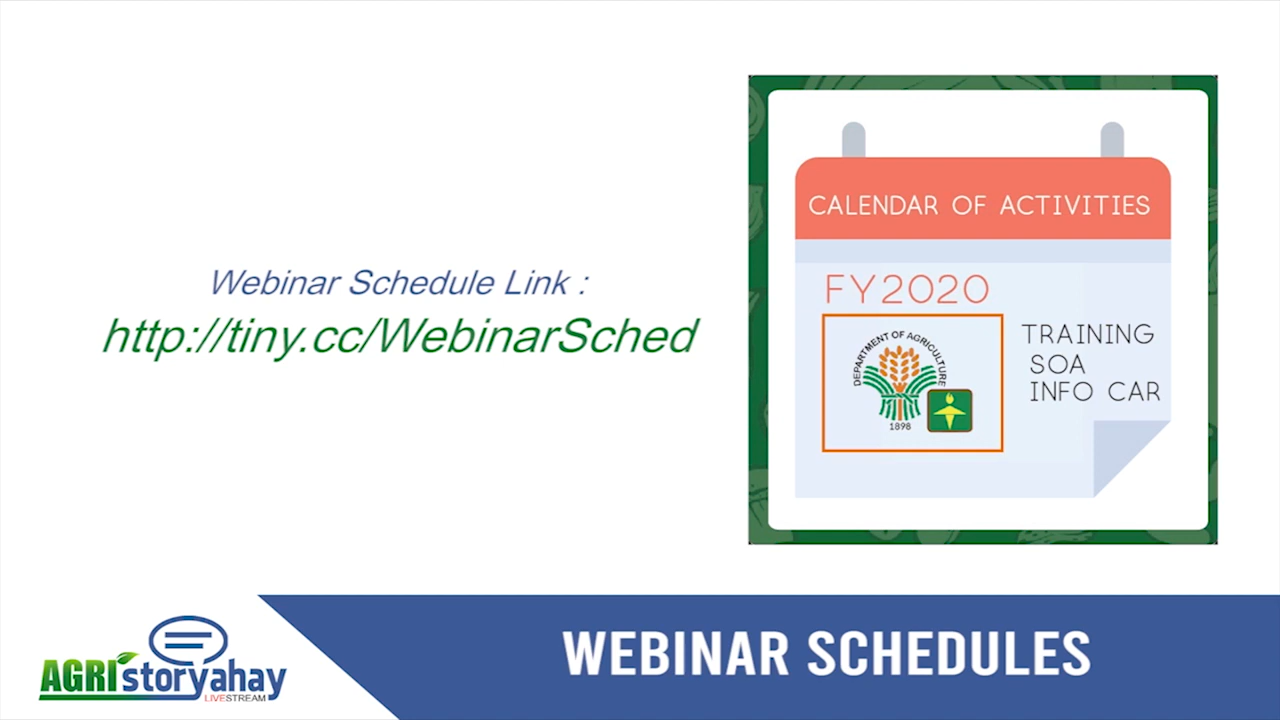 Webinar Schedule Link :
http://tiny.cc/WebinarSched
CALENDAR OF ACTIVITIES
FY2020
DEPARTMENT OF AGRICULTURE
1898
TRAINING
SOA
INFO CAR
AGRIstoryahay
LIVESTREAM
WEBINAR SCHEDULES